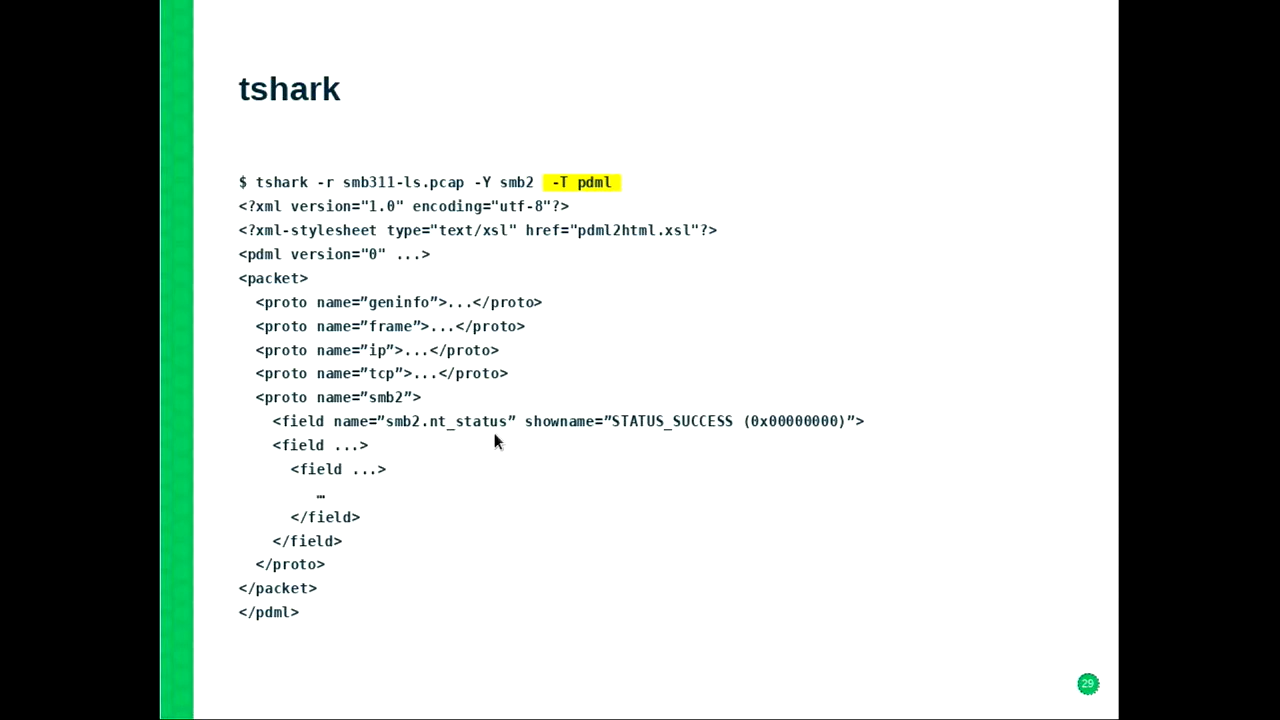 tshark
$ tshark -r smb311-ls.pcap -Y smb2 -T pdml
<?xml version="1.0" encoding="utf-8"?>
<?xml-stylesheet type="text/xsl" href="pdml2html.xsl"?>
<pdml version="0" ...>
<packet>
<proto name=”geninfo”>...</proto>
<proto name=”frame”>...</proto>
<proto name=”ip”>...</proto>
<proto name=”tcp”>...</proto>
<proto name=”smb2”>
<field name=”smb2.nt_status” showname=”STATUS_SUCCESS (0x00000000)”>
<field ...>
<field ...>
…
</field>
</field>
</proto>
</packet>
</pdml>
29